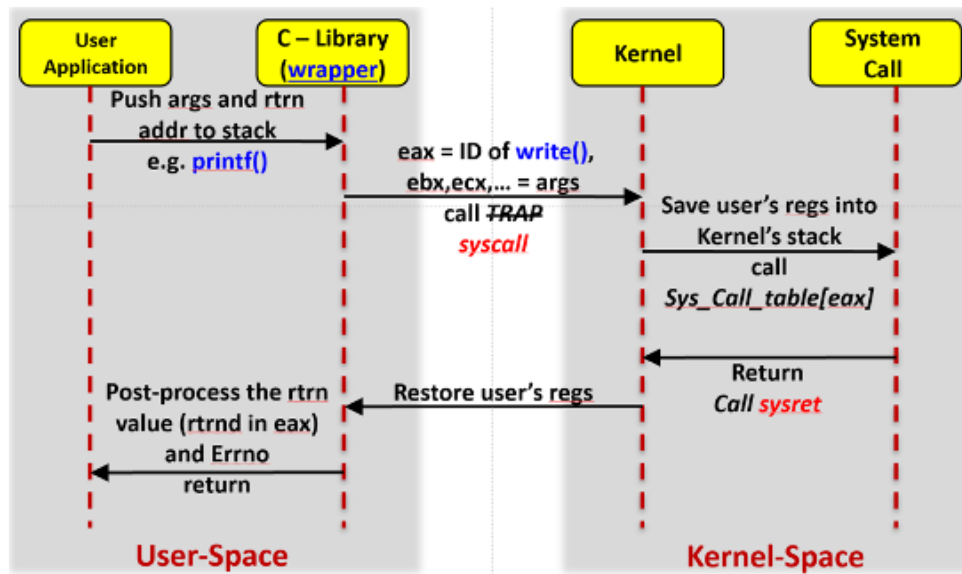 User
Application
C – Library
(wrapper)
Kernel
System
Call
Push args and rtrn
addr to stack
e.g. printf()
eax = ID of write(),
ebx,ecx,... = args
call TRAP
syscall
Save user's regs into
Kernel's stack
call
Sys_Call_table[eax]
Return
Call sysret
Restore user's regs
Post-process the rtrn
value (rtrnd in eax)
and Errno
return
User-Space
Kernel-Space